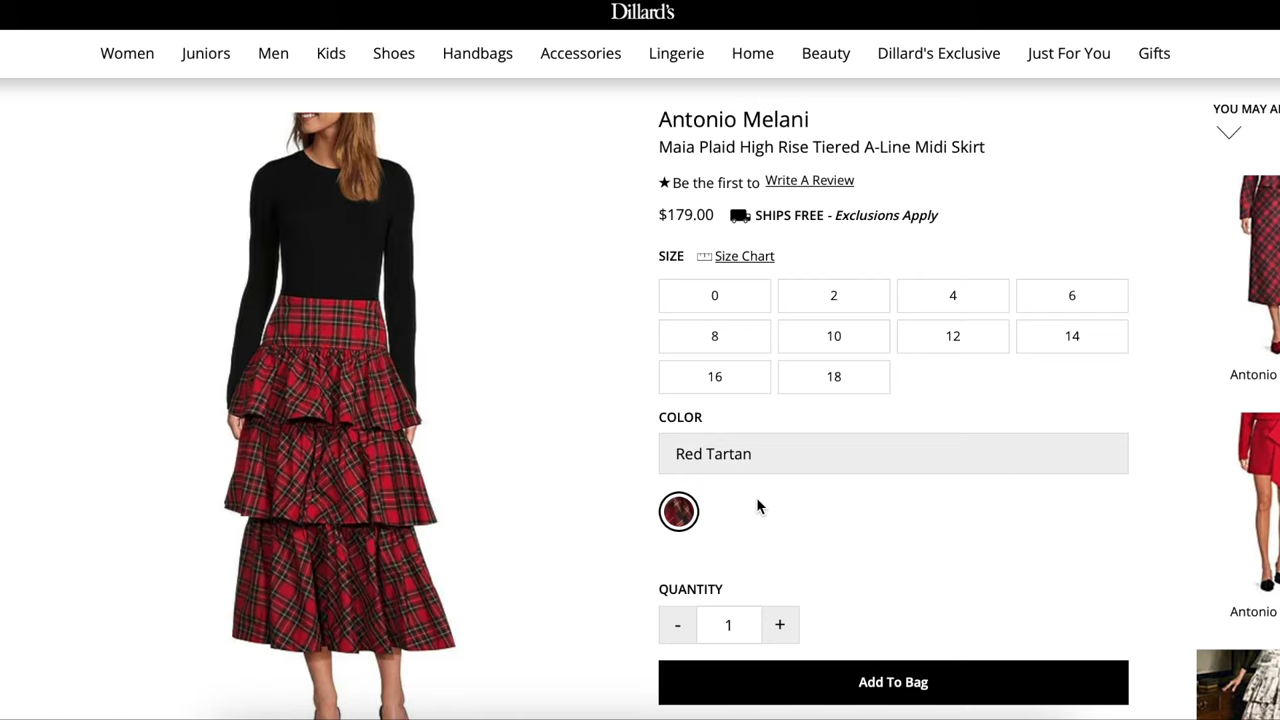 Dillard's
Women Juniors Men Kids Shoes Handbags Accessories Lingerie Home Beauty Dillard's Exclusive Just For You Gifts
Antonio Melani
Maia Plaid High Rise Tiered A-Line Midi Skirt
★Be the first to Write A Review
$179.00 SHIPS FREE - Exclusions Apply
SIZE Size Chart
0 2 4 6
8 10 12 14
16 18
COLOR
Red Tartan
QUANTITY
- 1 +
Add To Bag
YOU MAY
Antonio
Antonio